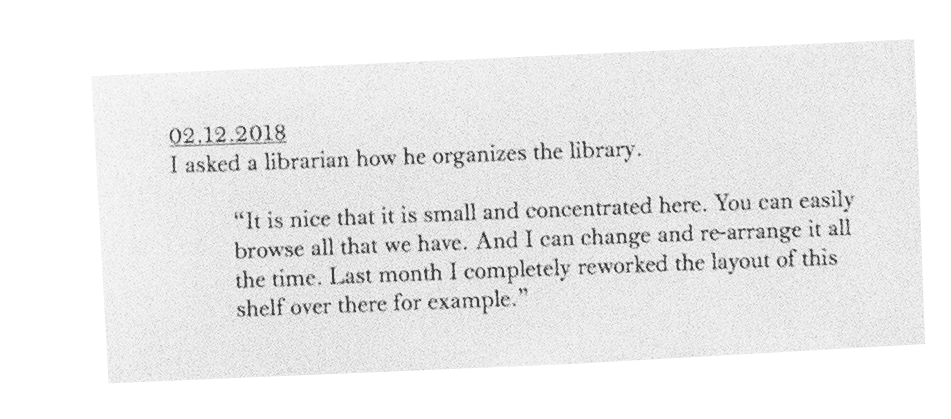 02.12.2018
I asked a librarian how he organizes the library.
“It is nice that it is small and concentrated here. You can easily
browse all that we have. And I can change and re-arrange it all
the time. Last month I completely reworked the layout of this
shelf over there for example.”